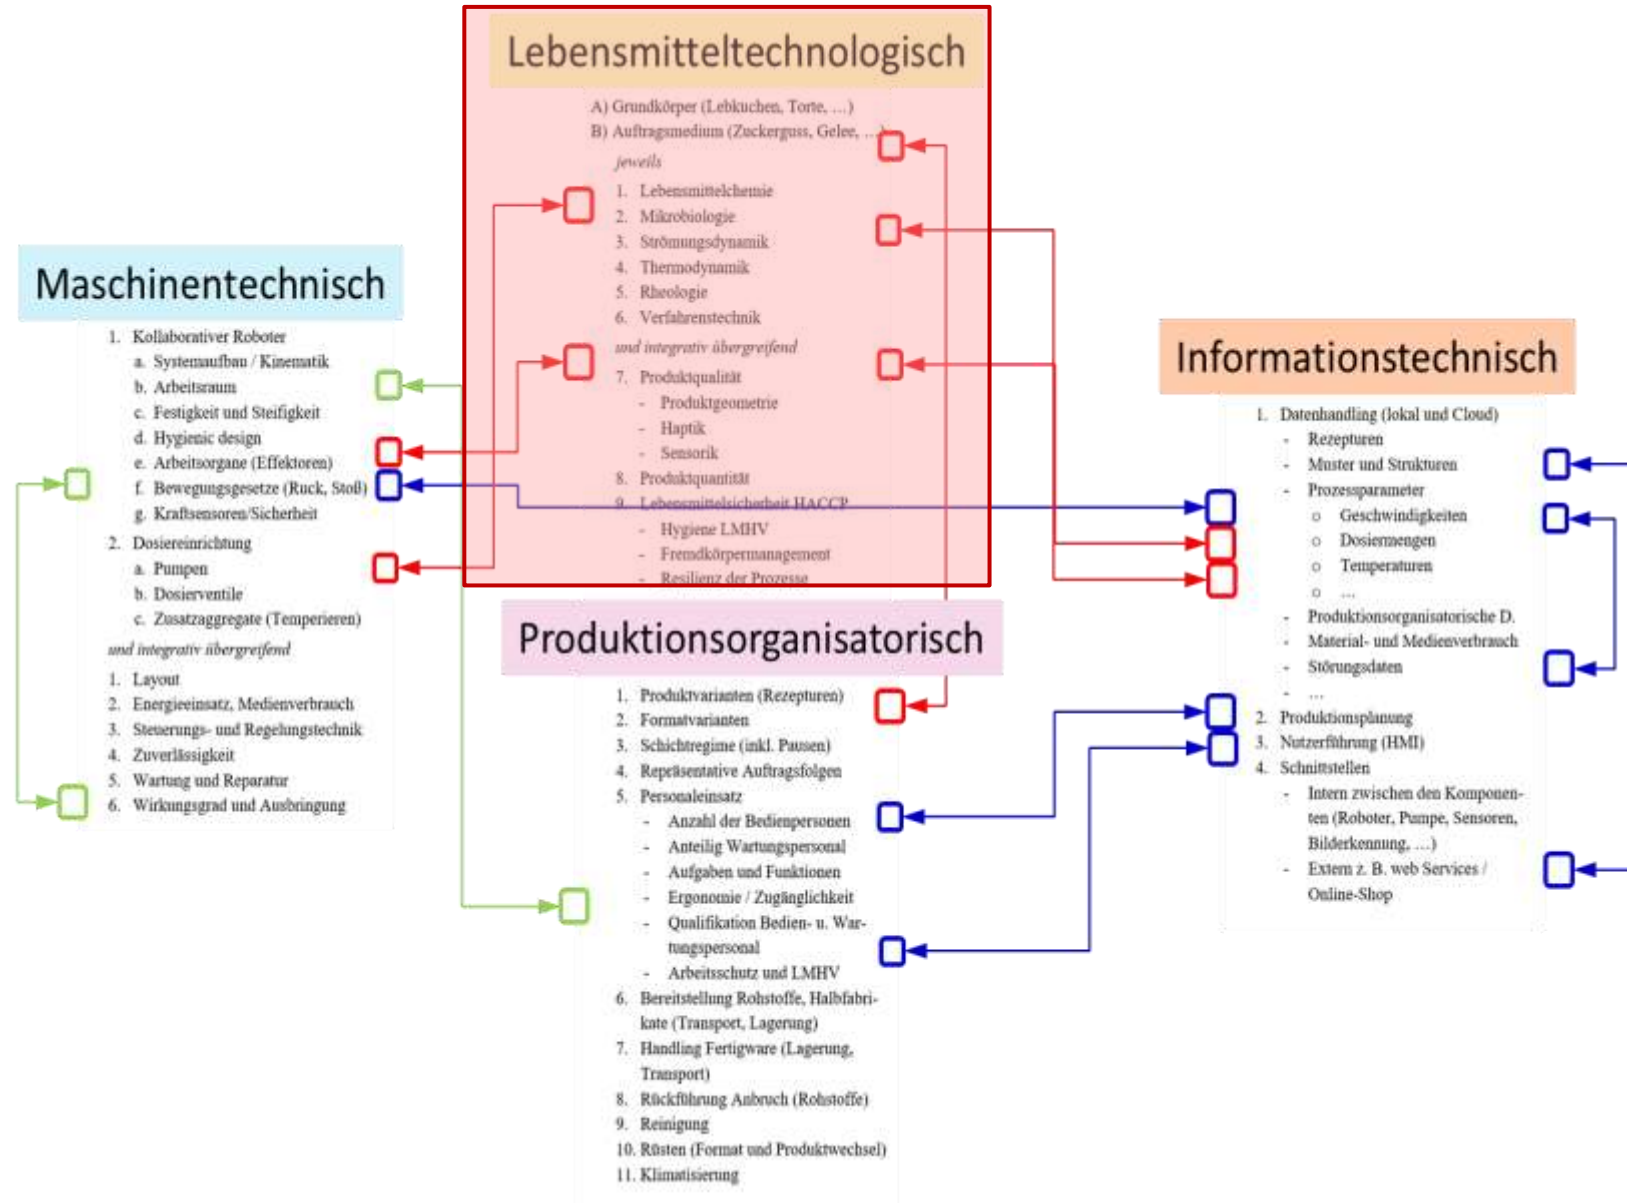 Lebensmitteltechnologisch
A) Grundkörper (Lebkuchen, Torte, …)
B) Auftragsmedium (Zuckerguss, Gelee, …)
jeweils
1. Lebensmittelchemie
2. Mikrobiologie
3. Strömungsdynamik
4. Thermodynamik
5. Rheologie
6. Verfahrenstechnik
und integrativ übergreifend
7. Produktqualität
- Produktgeometrie
- Haptik
- Sensorik
8. Produktquantität
9. Lebensmittelsicherheit HACCP
- Hygiene LMHV
- Fremdkörpermanagement
- Resilienz der Prozesse
Maschinentechnisch
1. Kollaborativer Roboter
a. Systemaufbau / Kinematik
b. Arbeitsraum
c. Festigkeit und Steifigkeit
d. Hygienic design
e. Arbeitsorgane (Effektoren)
f. Bewegungsgesetze (Ruck, Stoß)
g. Kraftsensoren/Sicherheit
2. Dosiereinrichtung
a. Pumpen
b. Dosierventile
c. Zusatzaggregate (Temperieren)
und integrativ übergreifend
1. Layout
2. Energieeinsatz, Medienverbrauch
3. Steuerungs- und Regelungstechnik
4. Zuverlässigkeit
5. Wartung und Reparatur
6. Wirkungsgrad und Ausbringung
Produktionsorganisatorisch
1. Produktvarianten (Rezepturen)
2. Formatvarianten
3. Schichtregime (inkl. Pausen)
4. Repräsentative Auftragsfolgen
5. Personaleinsatz
- Anzahl der Bedienpersonen
- Anteilig Wartungspersonal
- Aufgaben und Funktionen
- Ergonomie / Zugänglichkeit
- Qualifikation Bedien- u. War-
tungspersonal
- Arbeitsschutz und LMHV
6. Bereitstellung Rohstoffe, Halbfabri-
kate (Transport, Lagerung)
7. Handling Fertigware (Lagerung,
Transport)
8. Rückführung Anbruch (Rohstoffe)
9. Reinigung
10. Rüsten (Format und Produktwechsel)
11. Klimatisierung
Informationstechnisch
1. Datenhandling (lokal und Cloud)
- Rezepturen
- Muster und Strukturen
- Prozessparameter
o Geschwindigkeiten
o Dosiermengen
o Temperaturen
o …
- Produktionsorganisatorische D.
- Material- und Medienverbrauch
- Störungsdaten
- …
2. Produktionsplanung
3. Nutzerführung (HMI)
4. Schnittstellen
- Intern zwischen den Komponen-
ten (Roboter, Pumpe, Sensoren,
Bilderkennung, …)
- Extern z. B. web Services /
Online-Shop